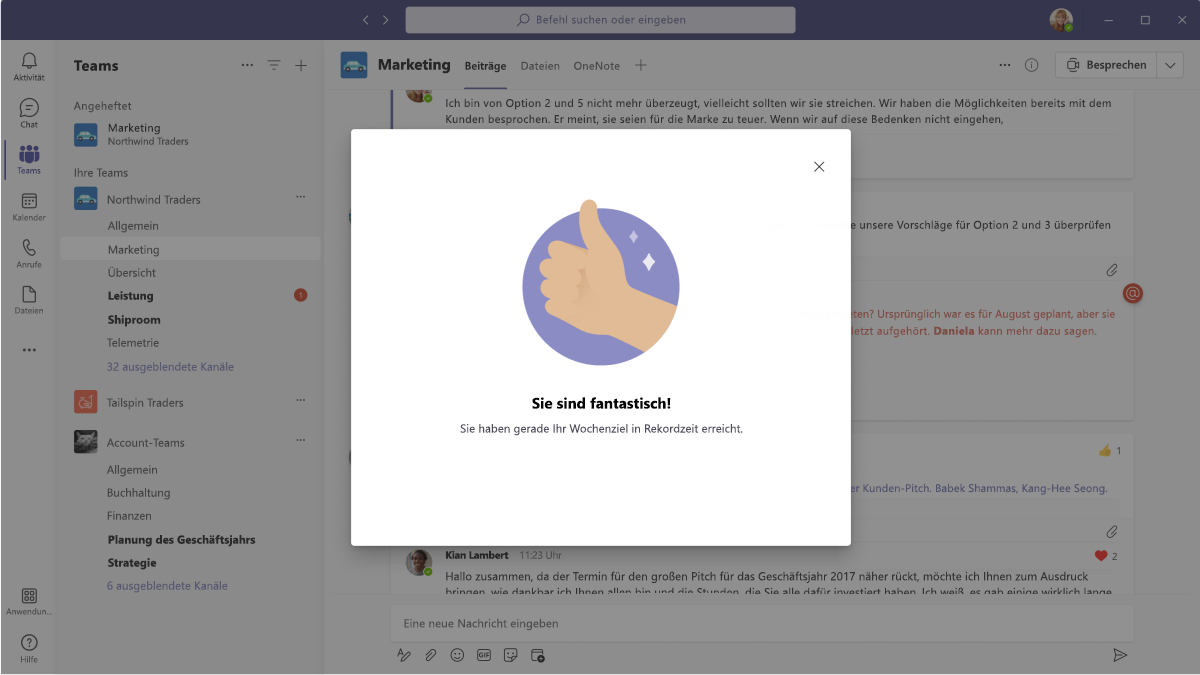 Befehl suchen oder eingeben
Aktivität
Chat
Teams
Kalender
Anrufe
Dateien
Anwendun...
Hilfe
Teams
Angeheftet
Marketing
Northwind Traders
Ihre Teams
Northwind Traders
Allgemein
Marketing
Übersicht
Leistung 1
Shiproom
Telemetrie
32 ausgeblendete Kanäle
Tailspin Traders
Account-Teams
Allgemein
Buchhaltung
Finanzen
Planung des Geschäftsjahrs
Strategie
6 ausgeblendete Kanäle
Marketing Beiträge Dateien OneNote
Besprechen
Ich bin von Option 2 und 5 nicht mehr überzeugt, vielleicht sollten wir sie streichen. Wir haben die Möglichkeiten bereits mit dem
Kunden besprochen. Er meint, sie seien für die Marke zu teuer. Wenn wir auf diese Bedenken nicht eingehen,
unsere Vorschläge für Option 2 und 3 überprüfen
Ursprünglich war es für August geplant, aber sie
aufgehört. Daniela kann mehr dazu sagen.
Sie sind fantastisch!
Sie haben gerade Ihr Wochenziel in Rekordzeit erreicht.
1
Kunden-Pitch. Babek Shammas, Kang-Hee Seong.
Kian Lambert 11:23 Uhr
2
Hallo zusammen, da der Termin für den großen Pitch für das Geschäftsjahr 2017 näher rückt, möchte ich Ihnen zum Ausdruck
bringen, wie dankbar ich Ihnen allen bin und die Stunden, die Sie alle dafür investiert haben. Ich weiß, es gab einige wirklich lange
Eine neue Nachricht eingeben
GIF